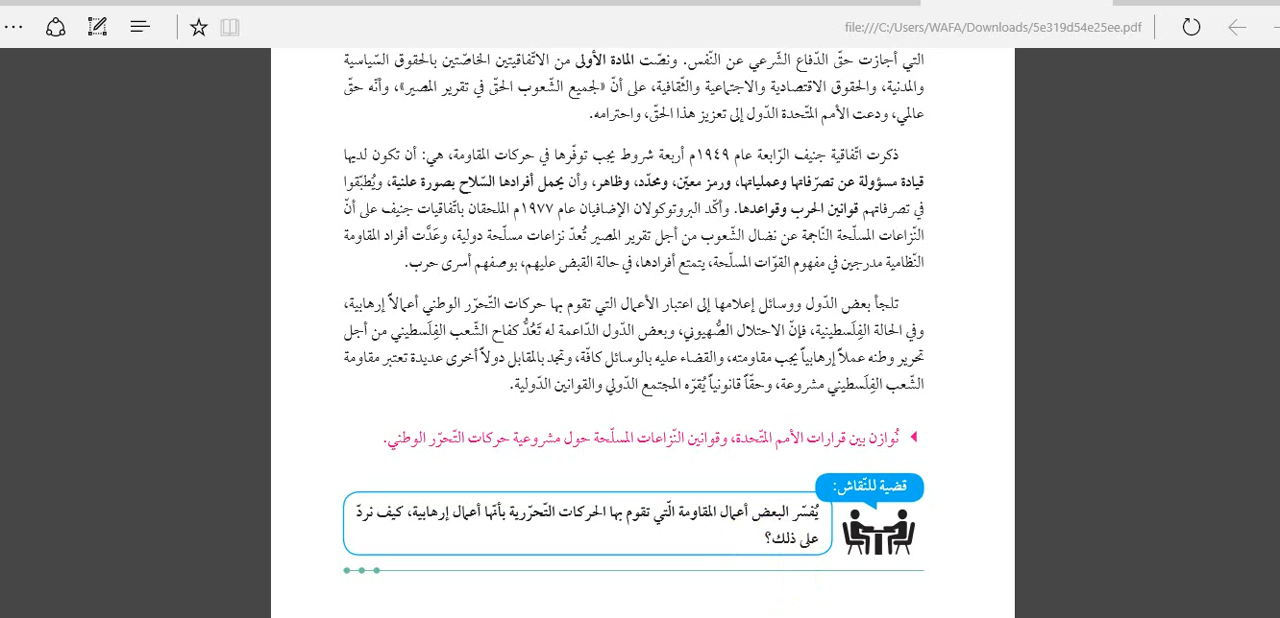 file:///C:/Users/WAFA/Downloads/5e319d54e25ee.pdf
التي أجازت حقّ الدّفاع الشّرعي عن النّفس. ونصّت المادة الأولى من الاتّفاقيتين الخاصّتين بالحقوق السّياسية
والمدنية، والحقوق الاقتصادية والاجتماعية والثّقافية، على أنّ «لجميع الشّعوب الحقّ في تقرير المصير»، وأنّه حقّ
عالمي، ودعت الأمم المتّحدة الدّول إلى تعزيز هذا الحقّ، واحترامه.
ذكرت اتّفاقية جنيف الرّابعة عام ١٩٤٩م أربعة شروط يجب توفّرها في حركات المقاومة، هي: أن تكون لديها
قيادة مسؤولة عن تصرّفاتها وعملياتها، ورمز معيّن، ومحدّد، وظاهر، وأن يحمل أفرادها السّلاح بصورة علنية، ويُطبّقوا
في تصرفاتهم قوانين الحرب وقواعدها. وأكّد البروتوكولان الإضافيان عام ١٩٧٧م الملحقان باتّفاقيات جنيف على أنّ
النّزاعات المسلّحة النّاجمة عن نضال الشّعوب من أجل تقرير المصير تُعدّ نزاعات مسلّحة دولية، وعَدَّت أفراد المقاومة
النّظامية مدرجين في مفهوم القوّات المسلّحة، يتمتع أفرادها، في حالة القبض عليهم، بوصفهم أسرى حرب.
تلجأ بعض الدّول ووسائل إعلامها إلى اعتبار الأعمال التي تقوم بها حركات التّحرّر الوطني أعمالاً إرهابية،
وفي الحالة الفِلَسطينية، فإنّ الاحتلال الصُّهيوني، وبعض الدّول الدّاعمة له تَعُدُّ كفاح الشّعب الفِلَسطيني من أجل
تحرير وطنه عملاً إرهابياً يجب مقاومته، والقضاء عليه بالوسائل كافّة، وتجد بالمقابل دولاً أخرى عديدة تعتبر مقاومة
الشّعب الفِلَسطيني مشروعة، وحقّاً قانونياً يُقرّه المجتمع الدّولي والقوانين الدّولية.
نُوازن بين قرارات الأمم المتّحدة، وقوانين النّزاعات المسلّحة حول مشروعية حركات التّحرّر الوطني.
قضية للنّقاش:
يُفسّر البعض أعمال المقاومة الّتي تقوم بها الحركات التّحرّرية بأنّها أعمال إرهابية، كيف نردّ
على ذلك؟